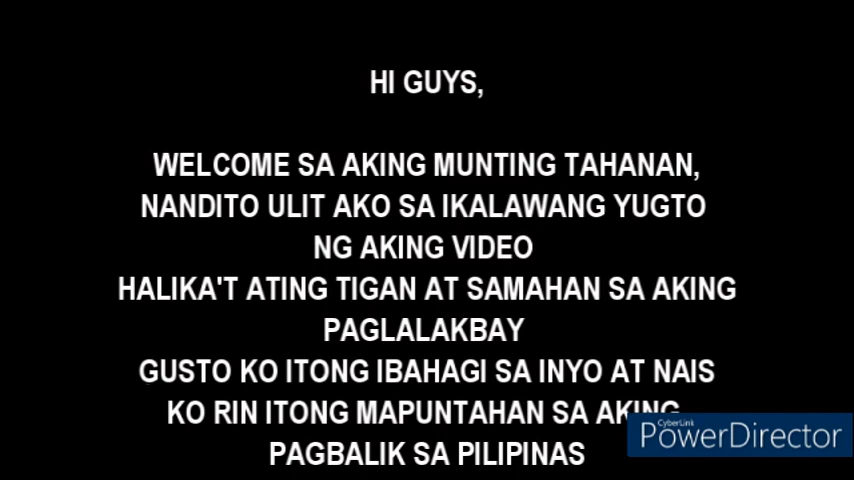 HI GUYS,
WELCOME SA AKING MUNTING TAHANAN,
NANDITO ULIT AKO SA IKALAWANG YUGTO
NG AKING VIDEO
HALIKA'T ATING TIGAN AT SAMAHAN SA AKING
PAGLALAKBAY
GUSTO KO ITONG IBAHAGI SA INYO AT NAIS
KO RIN ITONG MAPUNTAHAN SA AKING
PAGBALIK SA PILIPINAS
CyberLink
PowerDirector